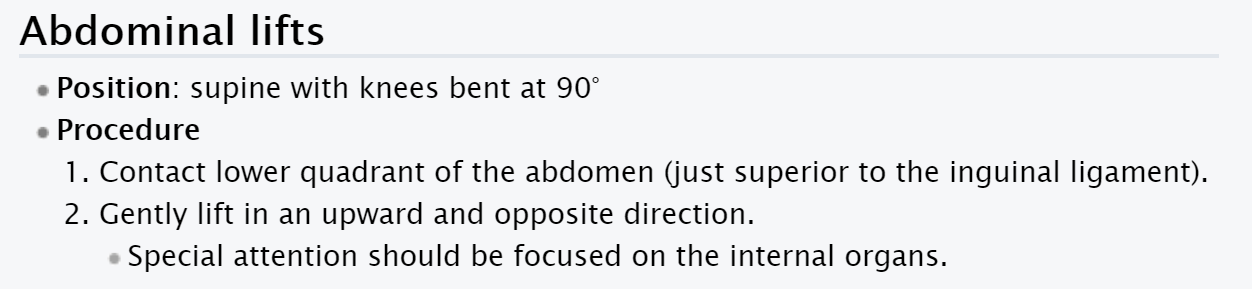 Abdominal lifts
Position: supine with knees bent at 90°
Procedure
1. Contact lower quadrant of the abdomen (just superior to the inguinal ligament).
2. Gently lift in an upward and opposite direction.
Special attention should be focused on the internal organs.